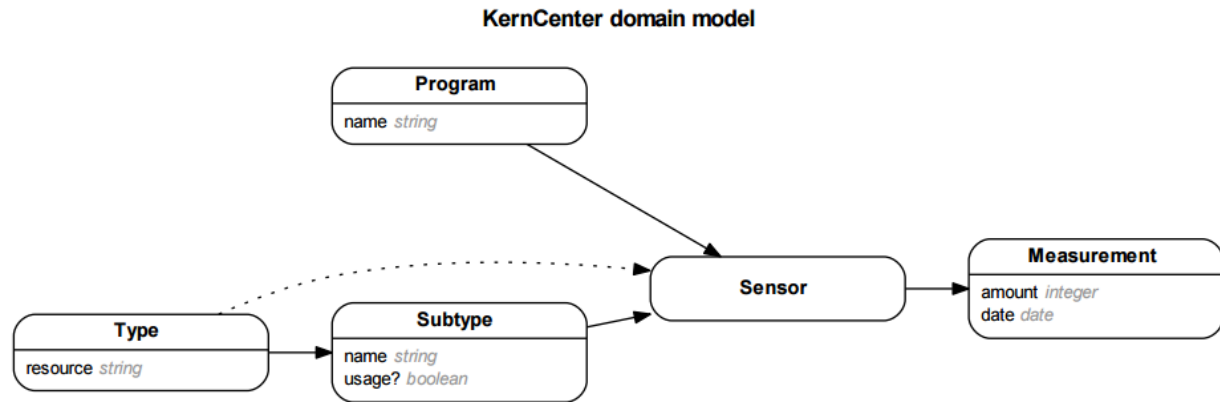 KernCenter domain model
Program
name string
Sensor
Measurement
amount integer
date date
Type
resource string
Subtype
name string
usage? boolean